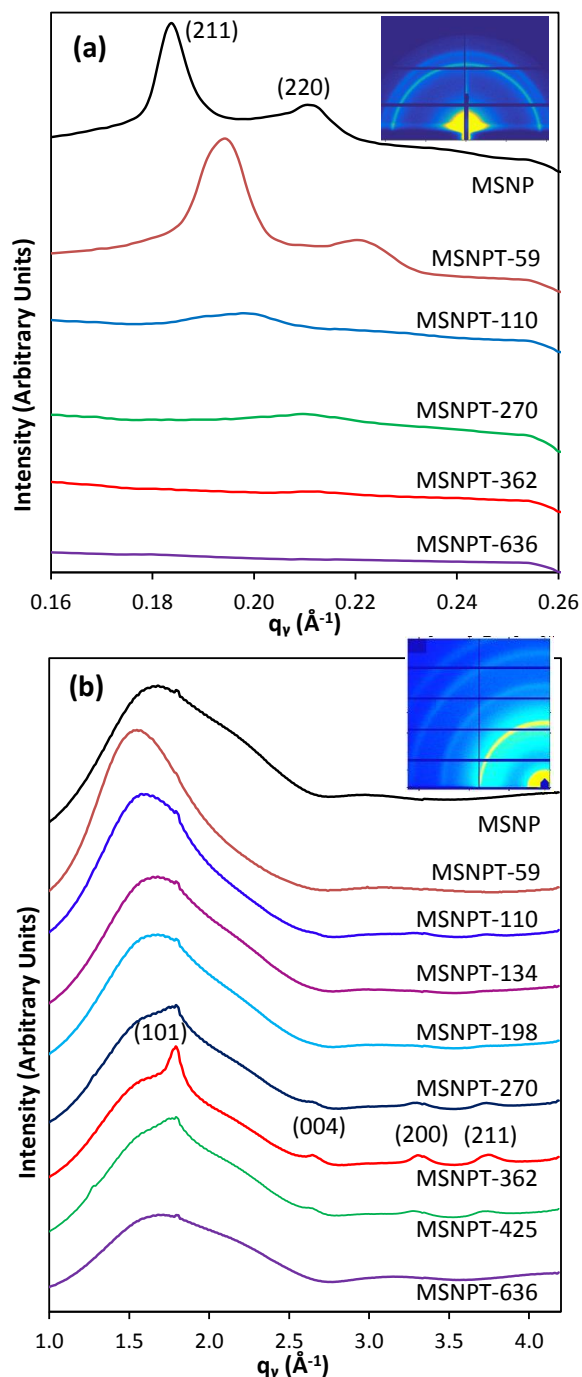 (a)
(211)
(220)
MSNP
MSNPT-59
MSNPT-110
MSNPT-270
MSNPT-362
MSNPT-636
Intensity (Arbitrary Units)
0.16 0.18 0.20 0.22 0.24 0.26
qᵧ (Å⁻¹)
(b)
MSNP
MSNPT-59
MSNPT-110
MSNPT-134
MSNPT-198
(101)
MSNPT-270
(004) (200) (211)
MSNPT-362
MSNPT-425
MSNPT-636
Intensity (Arbitrary Units)
1.0 1.5 2.0 2.5 3.0 3.5 4.0
qᵧ (Å⁻¹)